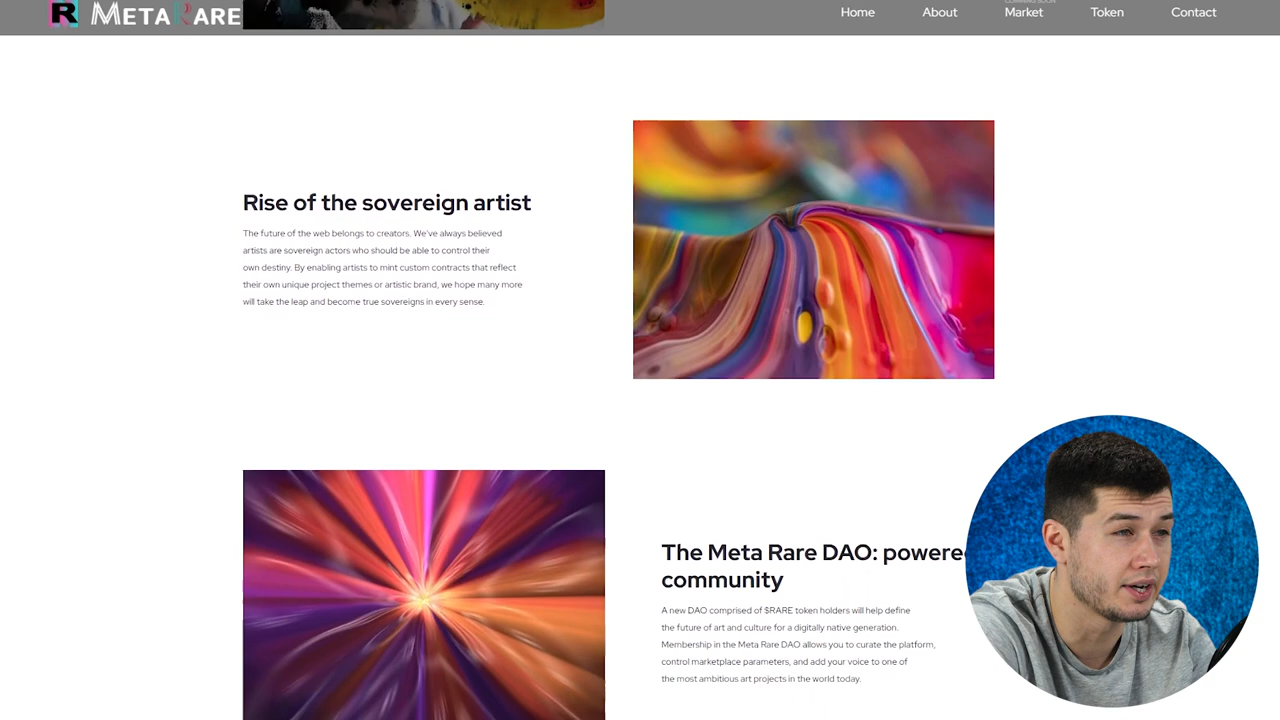 R METARARE
Home About Market Token Contact
Rise of the sovereign artist
The future of the web belongs to creators. We've always believed
artists are sovereign actors who should be able to control their
own destiny. By enabling artists to mint custom contracts that reflect
their own unique project themes or artistic brand, we hope many more
will take the leap and become true sovereigns in every sense.
The Meta Rare DAO: powere
community
A new DAO comprised of $RARE token holders will help define
the future of art and culture for a digitally native generation.
Membership in the Meta Rare DAO allows you to curate the platform,
control marketplace parameters, and add your voice to one of
the most ambitious art projects in the world today.